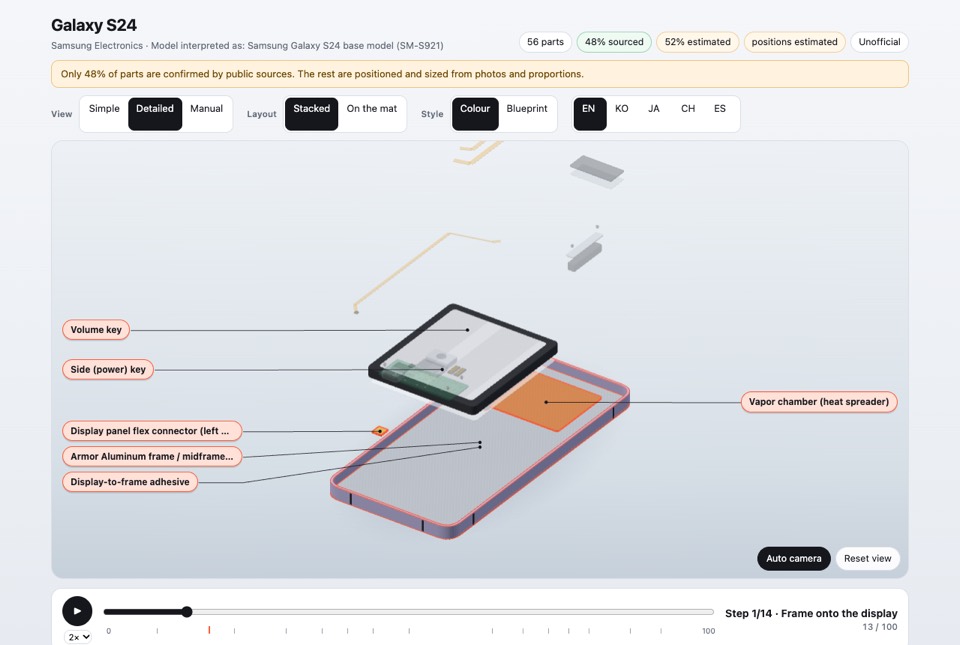 Galaxy S24
Samsung Electronics · Model interpreted as: Samsung Galaxy S24 base model (SM-S921)
56 parts
48% sourced
52% estimated
positions estimated
Unofficial
Only 48% of parts are confirmed by public sources. The rest are positioned and sized from photos and proportions.
View
Simple
Detailed
Manual
Layout
Stacked
On the mat
Style
Colour
Blueprint
EN
KO
JA
CH
ES
Volume key
Side (power) key
Display panel flex connector (left ...
Armor Aluminum frame / midframe...
Display-to-frame adhesive
Vapor chamber (heat spreader)
Auto camera
Reset view
Step 1/14 · Frame onto the display
13 / 100
2×
0
100